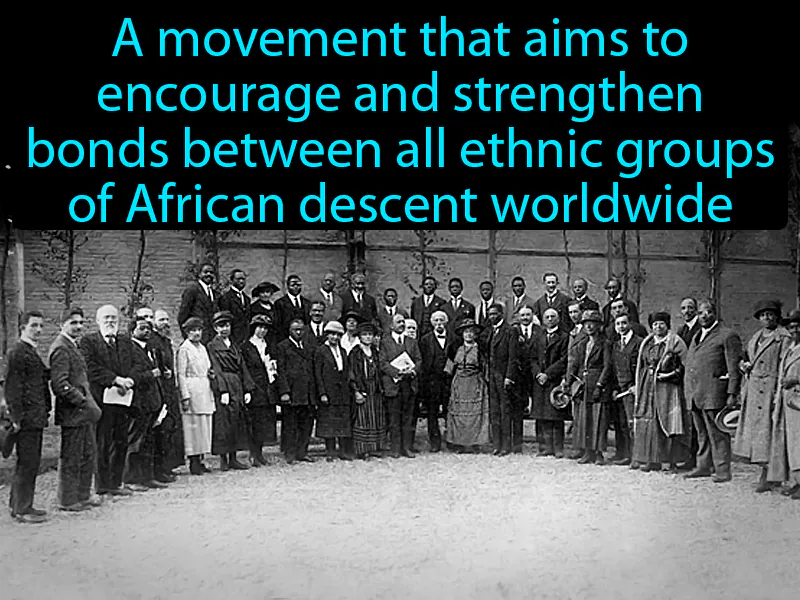 A movement that aims to
encourage and strengthen
bonds between all ethnic groups
of African descent worldwide